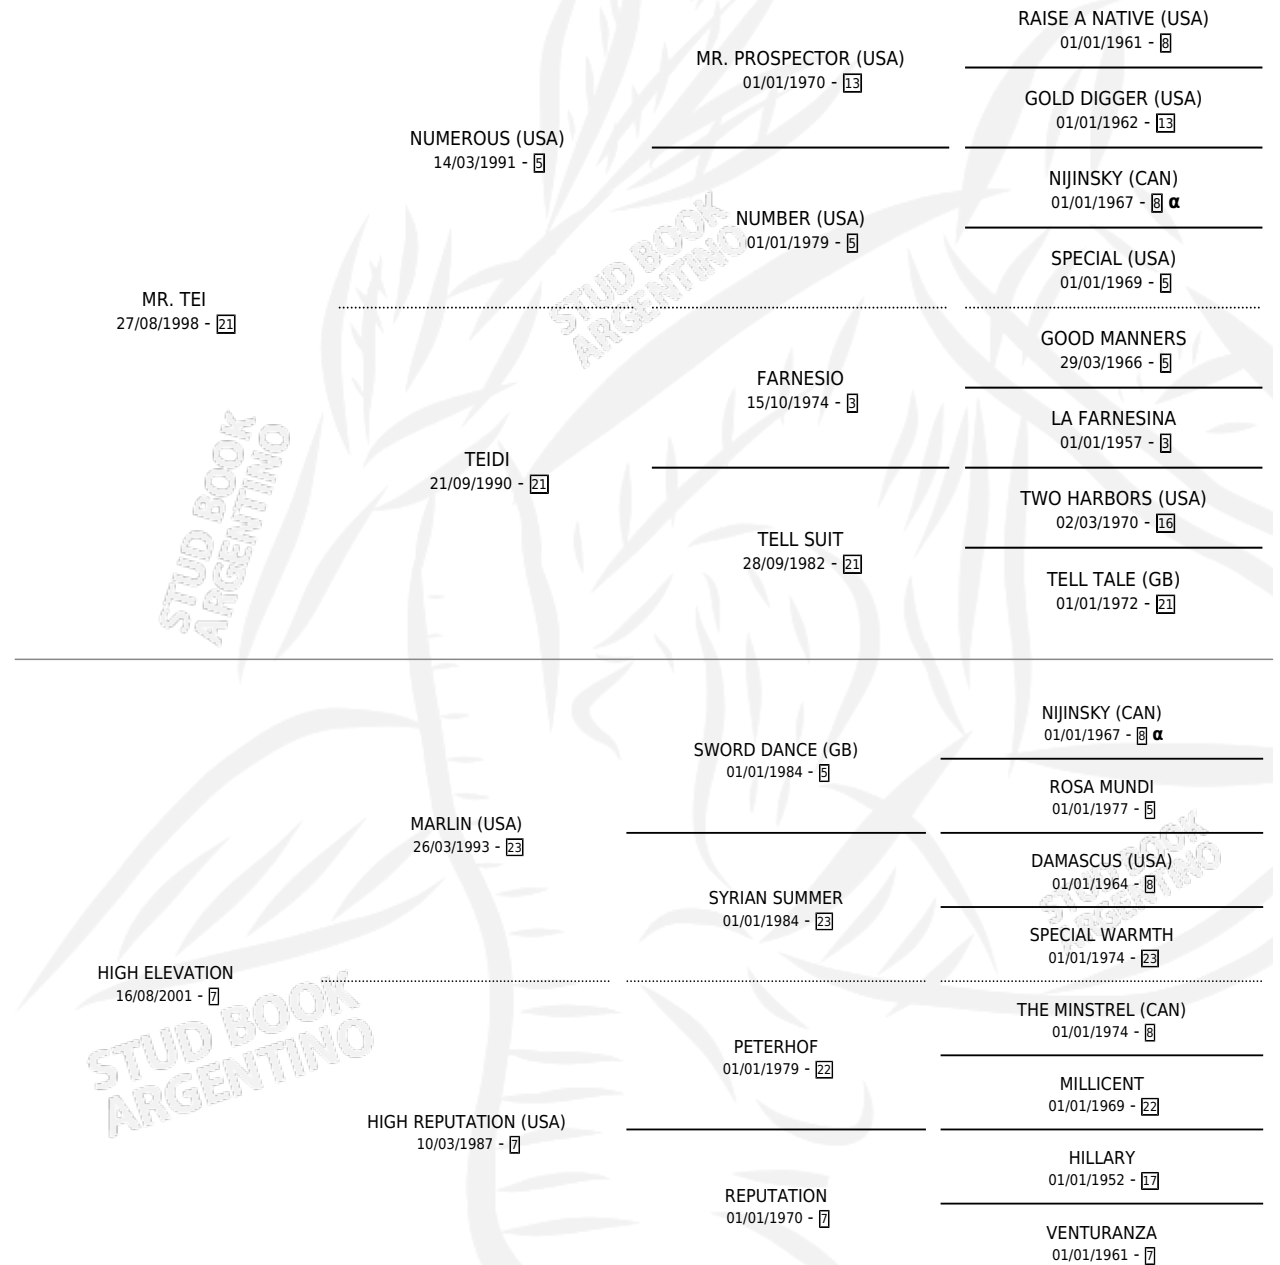 RAISE A NATIVE (USA)
01/01/1961 - 8
MR. PROSPECTOR (USA)
01/01/1970 - 13
GOLD DIGGER (USA)
01/01/1962 - 13
NUMEROUS (USA)
14/03/1991 - 5
NIJINSKY (CAN)
01/01/1967 - 8 α
NUMBER (USA)
01/01/1979 - 5
SPECIAL (USA)
01/01/1969 - 5
MR. TEI
27/08/1998 - 21
GOOD MANNERS
29/03/1966 - 5
FARNESIO
15/10/1974 - 3
LA FARNESINA
01/01/1957 - 3
TEIDI
21/09/1990 - 21
TWO HARBORS (USA)
02/03/1970 - 16
TELL SUIT
28/09/1982 - 21
TELL TALE (GB)
01/01/1972 - 21
NIJINSKY (CAN)
01/01/1967 - 8 α
SWORD DANCE (GB)
01/01/1984 - 5
ROSA MUNDI
01/01/1977 - 5
MARLIN (USA)
26/03/1993 - 23
DAMASCUS (USA)
01/01/1964 - 8
SYRIAN SUMMER
01/01/1984 - 23
SPECIAL WARMTH
01/01/1974 - 23
HIGH ELEVATION
16/08/2001 - 7
THE MINSTREL (CAN)
01/01/1974 - 8
PETERHOF
01/01/1979 - 22
MILLICENT
01/01/1969 - 22
HIGH REPUTATION (USA)
10/03/1987 - 7
HILLARY
01/01/1952 - 17
REPUTATION
01/01/1970 - 7
VENTURANZA
01/01/1961 - 7
STUD BOOK
ARGENTINO
STUD BOOK
ARGENTINO
STUD BOOK
ARGENTINO
STUD BOOK
ARGENTINO